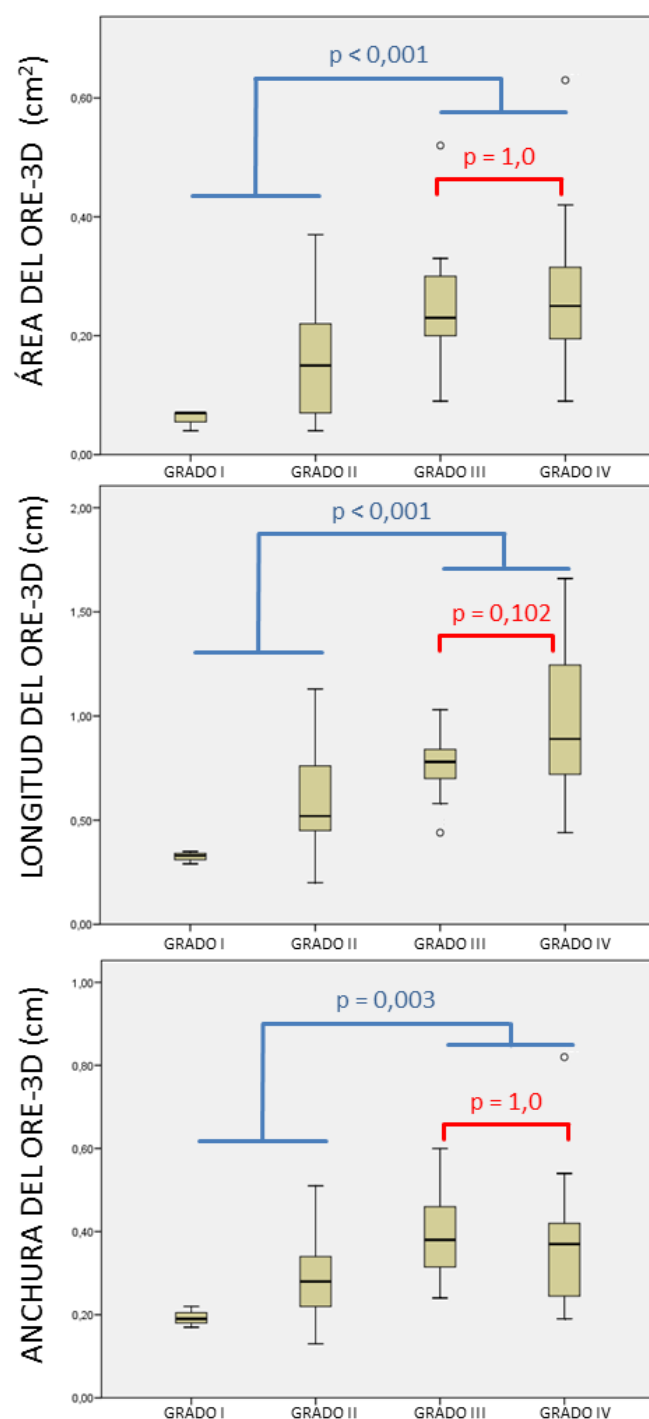 ÁREA DEL ORE-3D (cm²)
p < 0,001
p = 1,0
0,60
0,40
0,20
0,00
GRADO I GRADO II GRADO III GRADO IV
LONGITUD DEL ORE-3D (cm)
p < 0,001
p = 0,102
2,00
1,50
1,00
0,50
0,00
GRADO I GRADO II GRADO III GRADO IV
ANCHURA DEL ORE-3D (cm)
p = 0,003
p = 1,0
1,00
0,80
0,60
0,40
0,20
0,00
GRADO I GRADO II GRADO III GRADO IV